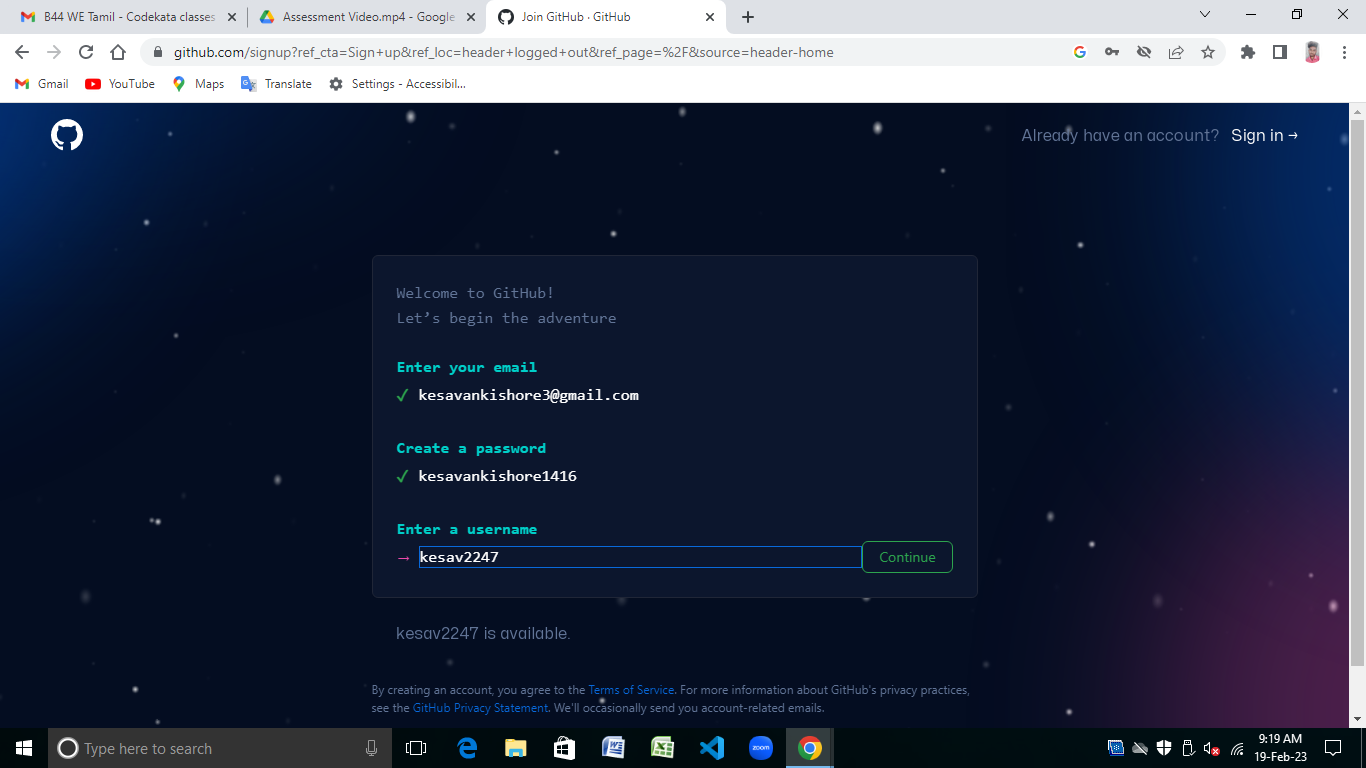 B44 WE Tamil - Codekata classes
Assessment Video.mp4 - Google
Join GitHub · GitHub
github.com/signup?ref_cta=Sign+up&ref_loc=header+logged+out&ref_page=%2F&source=header-home
Gmail
YouTube
Maps
Translate
Settings - Accessibil...
Already have an account? Sign in →
Welcome to GitHub!
Let’s begin the adventure
Enter your email
✓ kesavankishore3@gmail.com
Create a password
✓ kesavankishore1416
Enter a username
→ kesav2247
Continue
kesav2247 is available.
By creating an account, you agree to the Terms of Service. For more information about GitHub's privacy practices,
see the GitHub Privacy Statement. We'll occasionally send you account-related emails.
Type here to search
zoom
9:19 AM
19-Feb-23